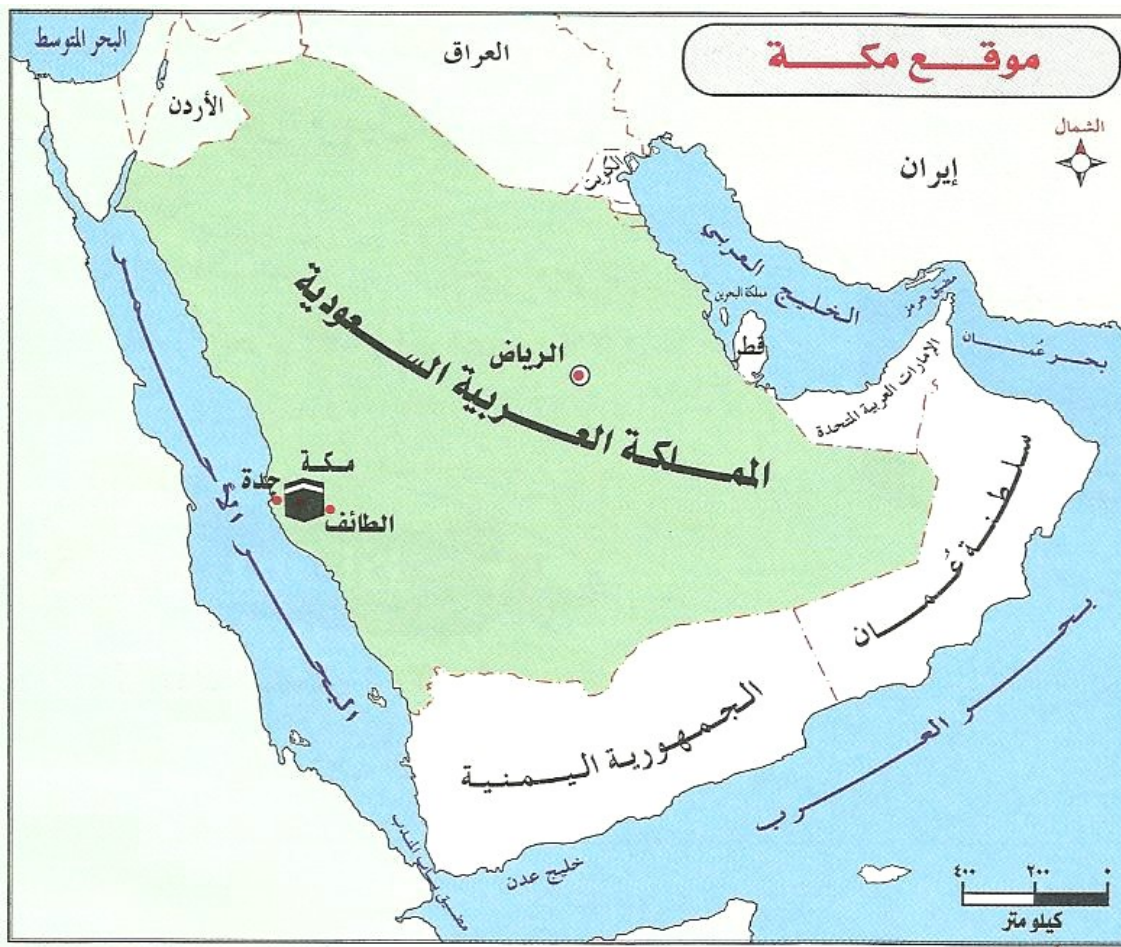 موقع مكة
البحر المتوسط
العراق
الأردن
الشمال
إيران
الكويت
الخليج العربي
مملكة البحرين
مضيق هرمز
قطر
بحر عُمان
الإمارات العربية المتحدة
الرياض
المملكة العربية السعودية
سلطنة عُمان
مكة
جدة
الطائف
البحر الأحمر
الجمهورية اليمنية
بحر العرب
مضيق باب المندب
خليج عدن
٤٠٠ ٢٠٠ ٠
كيلو متر